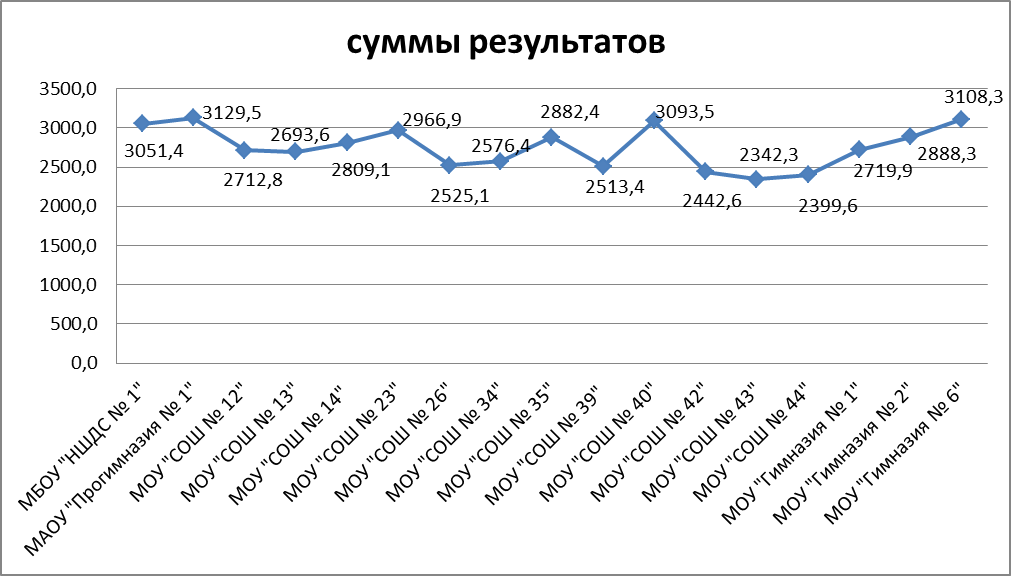 суммы результатов
3500,0
3000,0
2500,0
2000,0
1500,0
1000,0
500,0
0,0
3051,4
3129,5
2712,8
2693,6
2809,1
2966,9
2525,1
2576,4
2882,4
2513,4
3093,5
2442,6
2342,3
2399,6
2719,9
2888,3
3108,3
МБОУ "НШДС № 1"
МАОУ "Прогимназия № 1"
МОУ "СОШ № 12"
МОУ "СОШ № 13"
МОУ "СОШ № 14"
МОУ "СОШ № 23"
МОУ "СОШ № 26"
МОУ "СОШ № 34"
МОУ "СОШ № 35"
МОУ "СОШ № 39"
МОУ "СОШ № 40"
МОУ "СОШ № 42"
МОУ "СОШ № 43"
МОУ "СОШ № 44"
МОУ "Гимназия № 1"
МОУ "Гимназия № 2"
МОУ "Гимназия № 6"